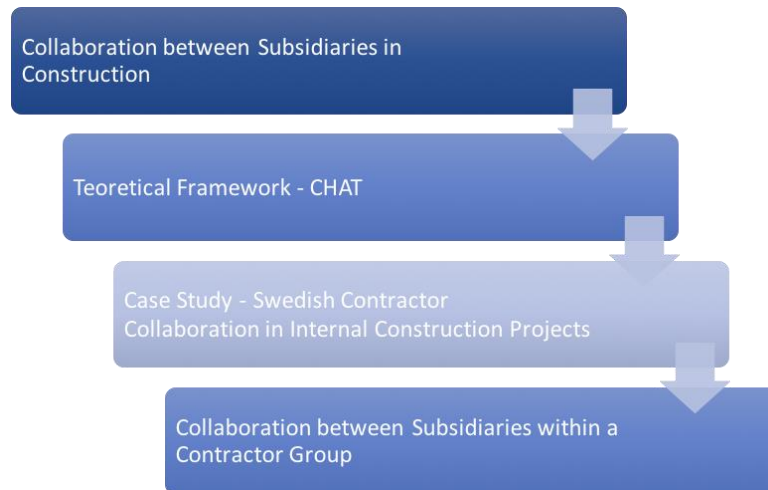 Collaboration between Subsidiaries in
Construction
Teoretical Framework - CHAT
Case Study - Swedish Contractor
Collaboration in Internal Construction Projects
Collaboration between Subsidiaries within a
Contractor Group